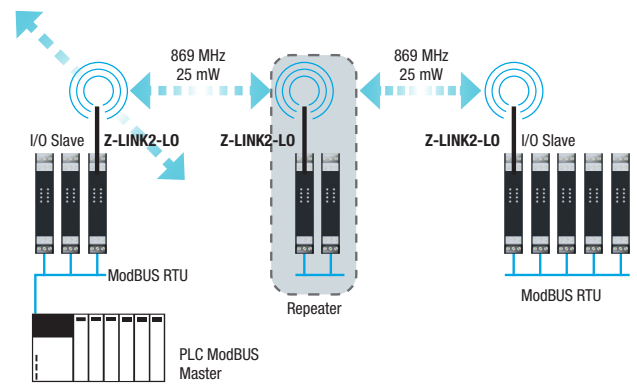 869 MHz
25 mW
869 MHz
25 mW
I/O Slave
Z-LINK2-LO
Z-LINK2-LO
Z-LINK2-LO
I/O Slave
ModBUS RTU
Repeater
ModBUS RTU
PLC ModBUS
Master